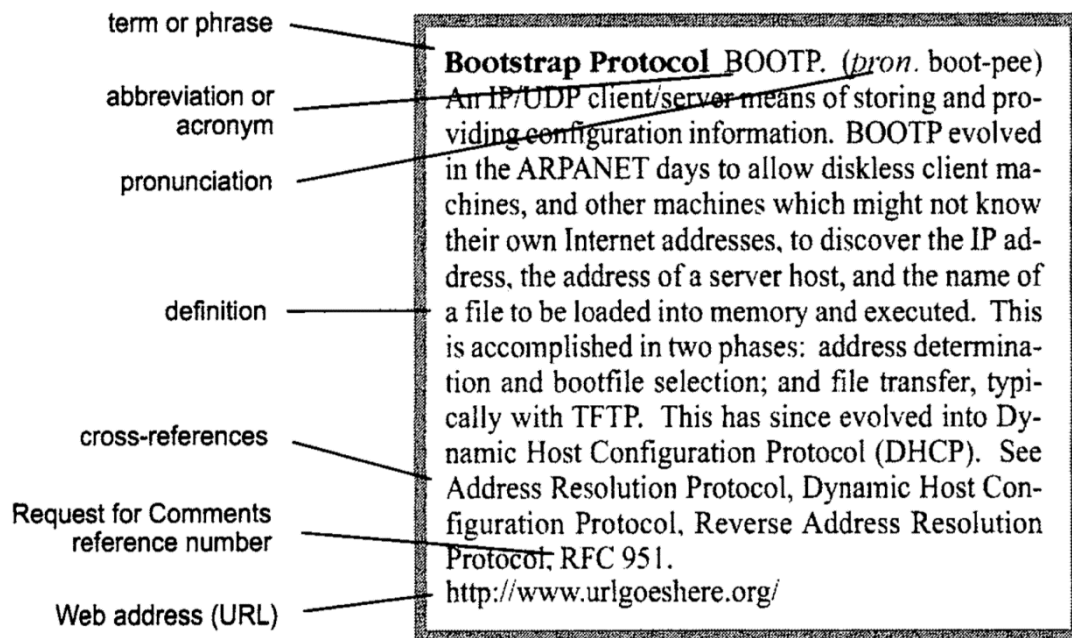 term or phrase
abbreviation or
acronym
pronunciation
definition
cross-references
Request for Comments
reference number
Web address (URL)
Bootstrap Protocol BOOTP. (pron. boot-pee)
An IP/UDP client/server means of storing and pro-
viding configuration information. BOOTP evolved
in the ARPANET days to allow diskless client ma-
chines, and other machines which might not know
their own Internet addresses, to discover the IP ad-
dress, the address of a server host, and the name of
a file to be loaded into memory and executed. This
is accomplished in two phases: address determina-
tion and bootfile selection; and file transfer, typi-
cally with TFTP. This has since evolved into Dy-
namic Host Configuration Protocol (DHCP). See
Address Resolution Protocol, Dynamic Host Con-
figuration Protocol, Reverse Address Resolution
Protocol, RFC 951.
http://www.urlgoeshere.org/